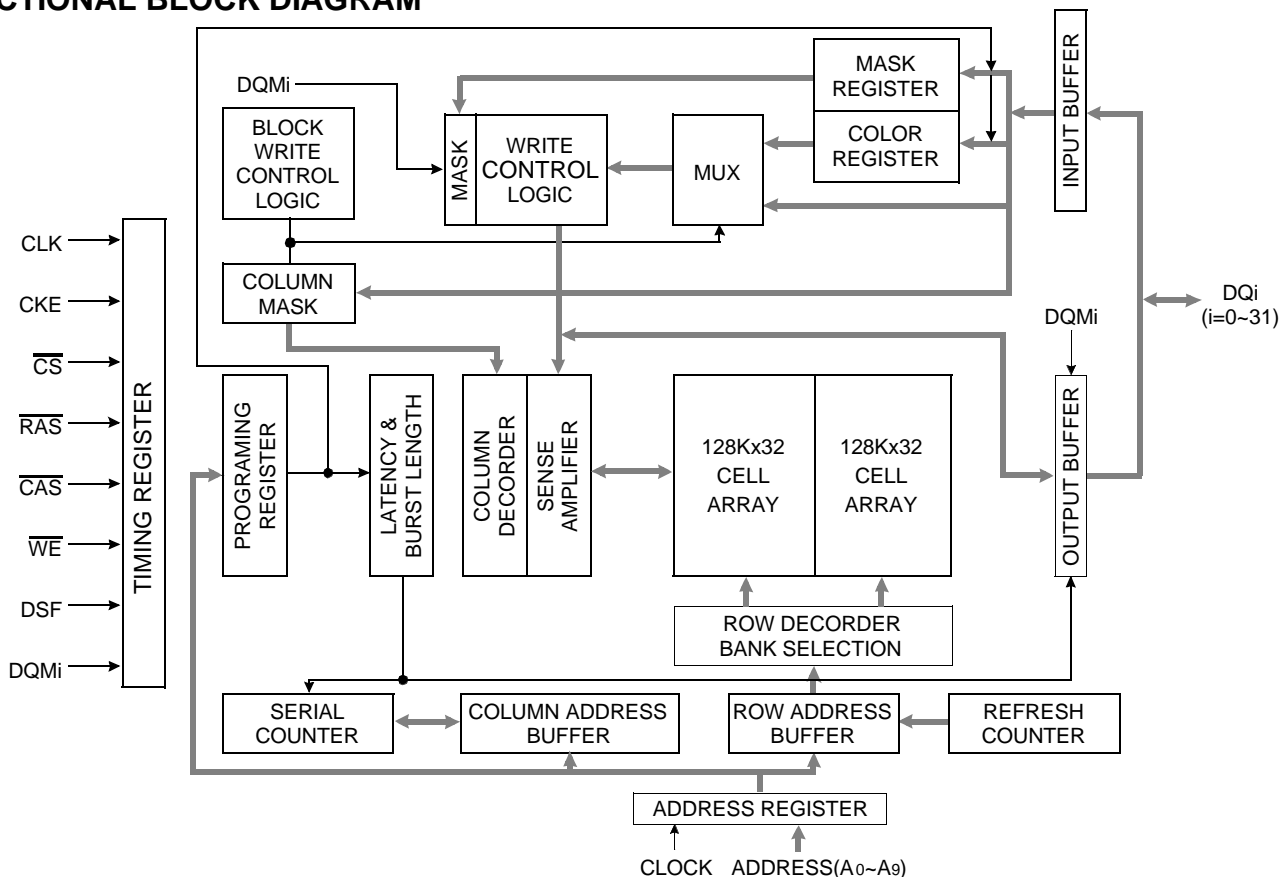 CTIONAL BLOCK DIAGRAM
DQMi
BLOCK
WRITE
CONTROL
LOGIC
MASK
WRITE
CONTROL
LOGIC
MUX
MASK
REGISTER
COLOR
REGISTER
INPUT BUFFER
COLUMN
MASK
CLK
CKE
CS
RAS
CAS
WE
DSF
DQMi
TIMING REGISTER
DQi
(i=0~31)
DQMi
PROGRAMING
REGISTER
LATENCY &
BURST LENGTH
COLUMN
DECORDER
SENSE
AMPLIFIER
128Kx32
CELL
ARRAY
128Kx32
CELL
ARRAY
OUTPUT BUFFER
ROW DECORDER
BANK SELECTION
SERIAL
COUNTER
COLUMN ADDRESS
BUFFER
ROW ADDRESS
BUFFER
REFRESH
COUNTER
ADDRESS REGISTER
CLOCK
ADDRESS(A0~A9)